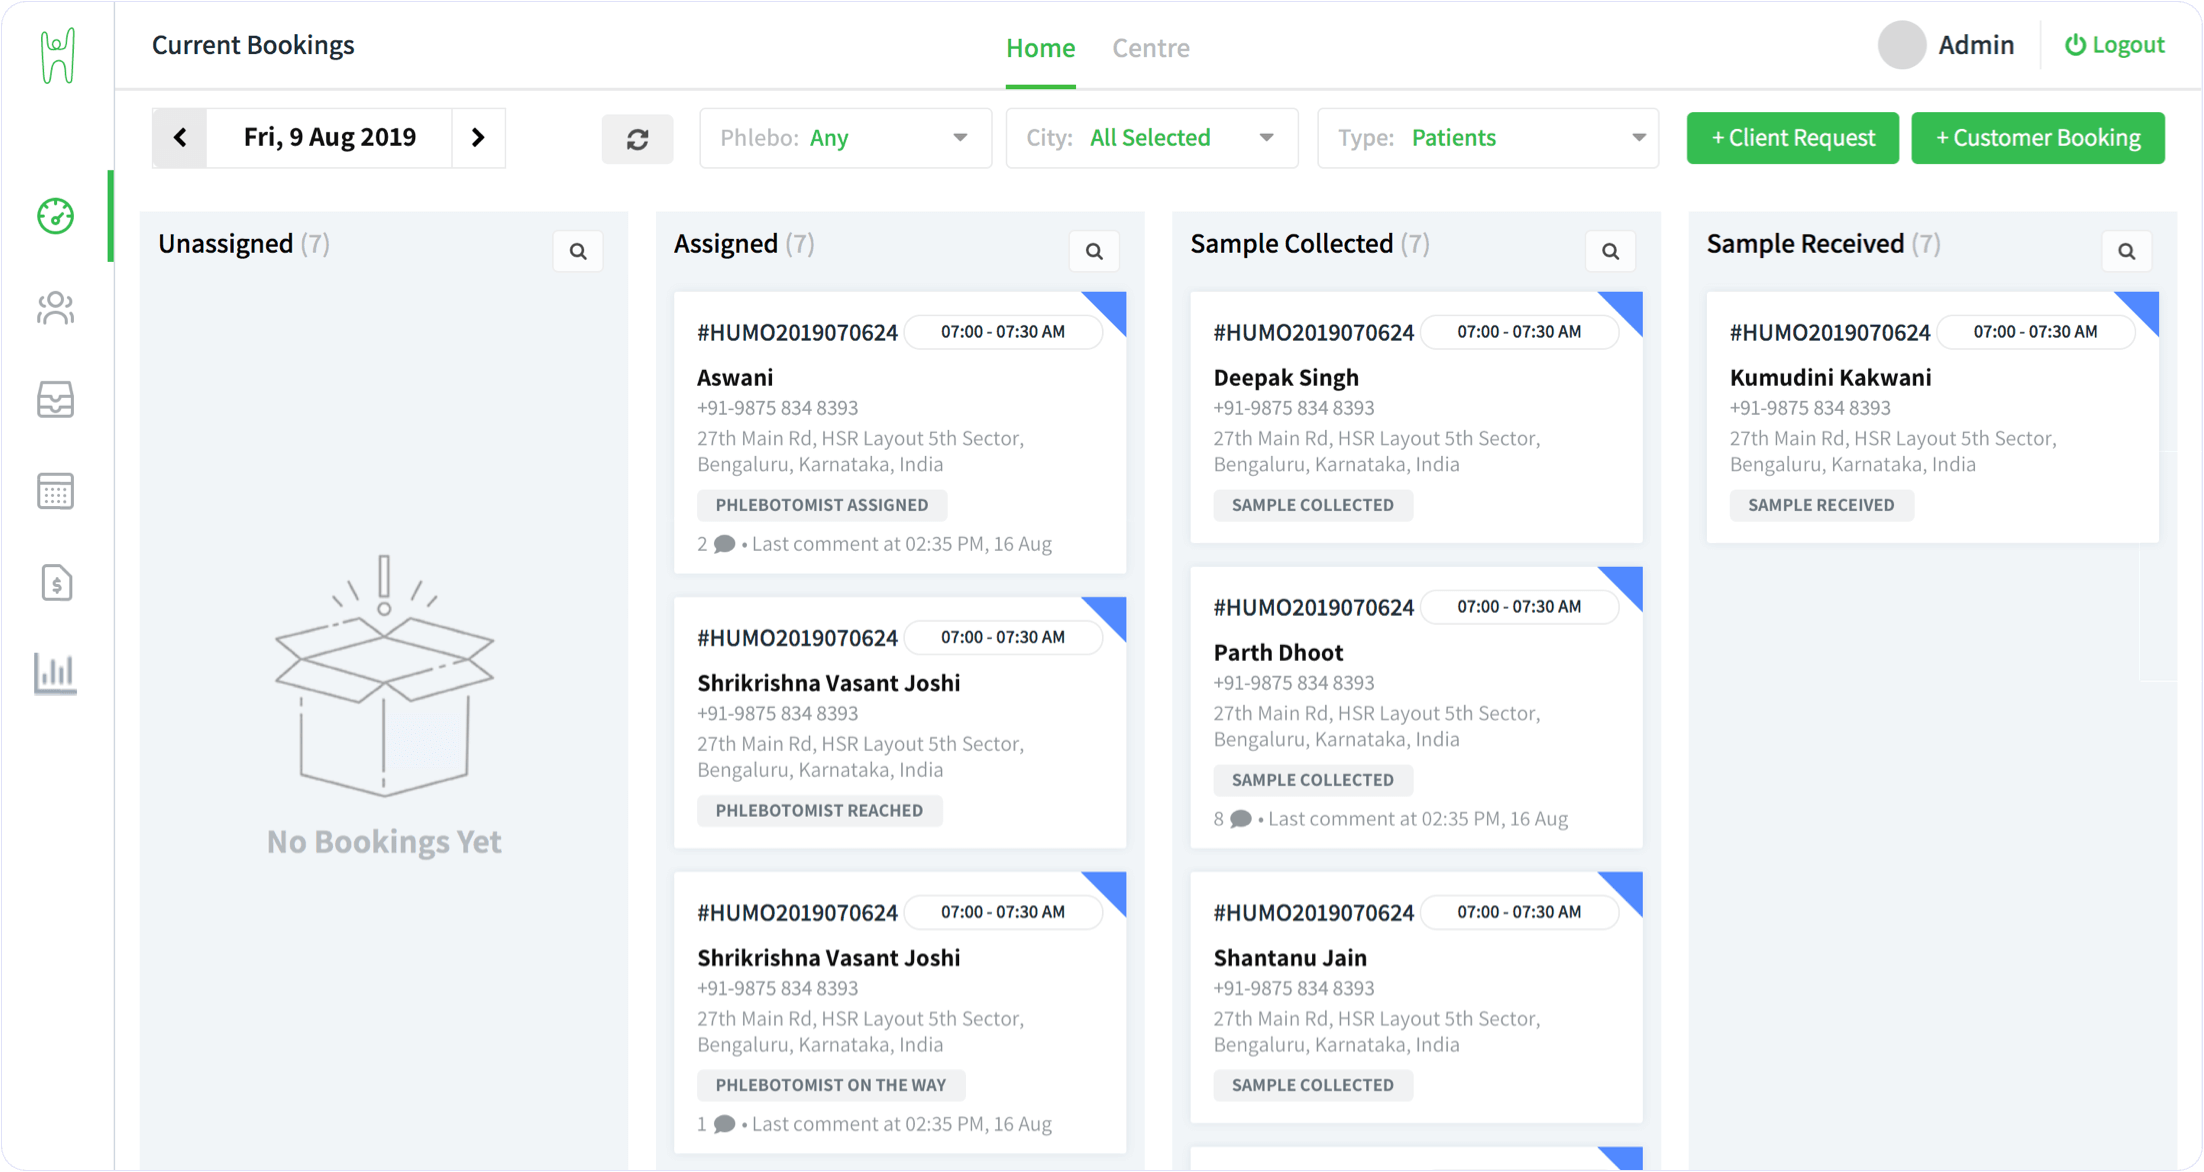 Current Bookings
Home
Centre
Admin
Logout
Fri, 9 Aug 2019
Phlebo: Any
City: All Selected
Type: Patients
+ Client Request
+ Customer Booking
Unassigned (7)
No Bookings Yet
Assigned (7)
#HUMO2019070624 07:00 - 07:30 AM
Aswani
+91-9875 834 8393
27th Main Rd, HSR Layout 5th Sector,
Bengaluru, Karnataka, India
PHLEBOTOMIST ASSIGNED
2 • Last comment at 02:35 PM, 16 Aug
#HUMO2019070624 07:00 - 07:30 AM
Shrikrishna Vasant Joshi
+91-9875 834 8393
27th Main Rd, HSR Layout 5th Sector,
Bengaluru, Karnataka, India
PHLEBOTOMIST REACHED
#HUMO2019070624 07:00 - 07:30 AM
Shrikrishna Vasant Joshi
+91-9875 834 8393
27th Main Rd, HSR Layout 5th Sector,
Bengaluru, Karnataka, India
PHLEBOTOMIST ON THE WAY
1 • Last comment at 02:35 PM, 16 Aug
Sample Collected (7)
#HUMO2019070624 07:00 - 07:30 AM
Deepak Singh
+91-9875 834 8393
27th Main Rd, HSR Layout 5th Sector,
Bengaluru, Karnataka, India
SAMPLE COLLECTED
#HUMO2019070624 07:00 - 07:30 AM
Parth Dhoot
+91-9875 834 8393
27th Main Rd, HSR Layout 5th Sector,
Bengaluru, Karnataka, India
SAMPLE COLLECTED
8 • Last comment at 02:35 PM, 16 Aug
#HUMO2019070624 07:00 - 07:30 AM
Shantanu Jain
+91-9875 834 8393
27th Main Rd, HSR Layout 5th Sector,
Bengaluru, Karnataka, India
SAMPLE COLLECTED
Sample Received (7)
#HUMO2019070624 07:00 - 07:30 AM
Kumudini Kakwani
+91-9875 834 8393
27th Main Rd, HSR Layout 5th Sector,
Bengaluru, Karnataka, India
SAMPLE RECEIVED